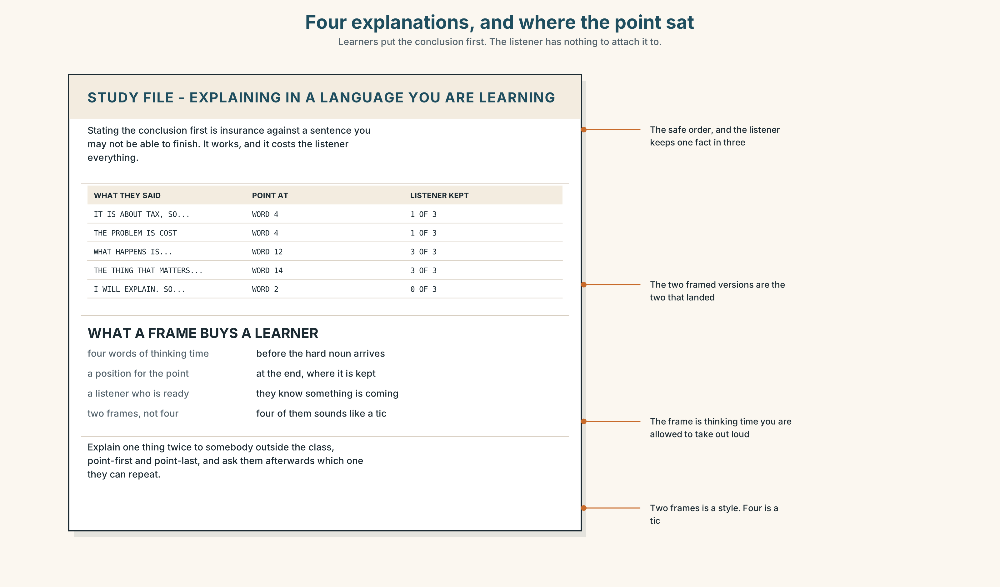 Four explanations, and where the point sat
Learners put the conclusion first. The listener has nothing to attach it to.
STUDY FILE - EXPLAINING IN A LANGUAGE YOU ARE LEARNING
Stating the conclusion first is insurance against a sentence you
may not be able to finish. It works, and it costs the listener
everything.
The safe order, and the listener
keeps one fact in three
WHAT THEY SAID POINT AT LISTENER KEPT
IT IS ABOUT TAX, SO... WORD 4 1 OF 3
THE PROBLEM IS COST WORD 4 1 OF 3
WHAT HAPPENS IS... WORD 12 3 OF 3
THE THING THAT MATTERS... WORD 14 3 OF 3
I WILL EXPLAIN. SO... WORD 2 0 OF 3
The two framed versions are the
two that landed
WHAT A FRAME BUYS A LEARNER
four words of thinking time before the hard noun arrives
a position for the point at the end, where it is kept
a listener who is ready they know something is coming
two frames, not four four of them sounds like a tic
The frame is thinking time you are
allowed to take out loud
Explain one thing twice to somebody outside the class,
point-first and point-last, and ask them afterwards which one
they can repeat.
Two frames is a style. Four is a
tic